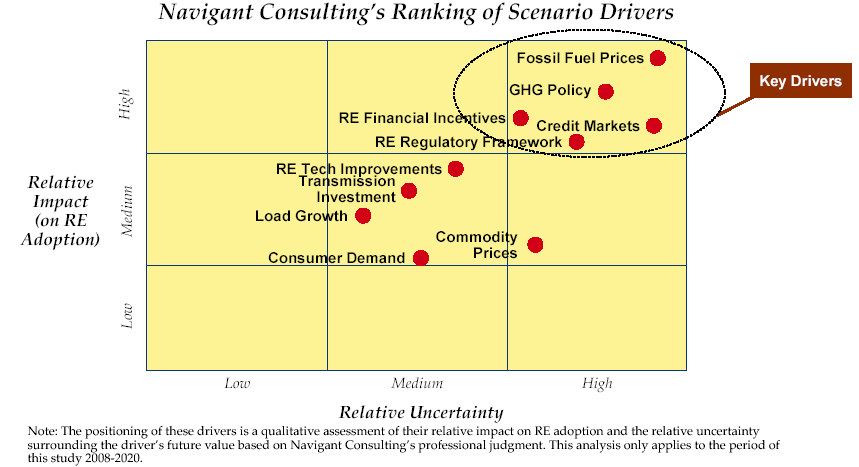 Navigant Consulting's Ranking of Scenario Drivers
Fossil Fuel Prices
Key Drivers
GHG Policy
High
RE Financial Incentives
Credit Markets
RE Regulatory Framework
RE Tech Improvements
Transmission
Investment
Relative
Impact
(on RE
Adoption)
Medium
Load Growth
Commodity
Prices
Consumer Demand
Low
Low
Medium
High
Relative Uncertainty
Note: The positioning of these drivers is a qualitative assessment of their relative impact on RE adoption and the relative uncertainty
surrounding the driver's future value based on Navigant Consulting's professional judgment. This analysis only applies to the period of
this study 2008-2020.